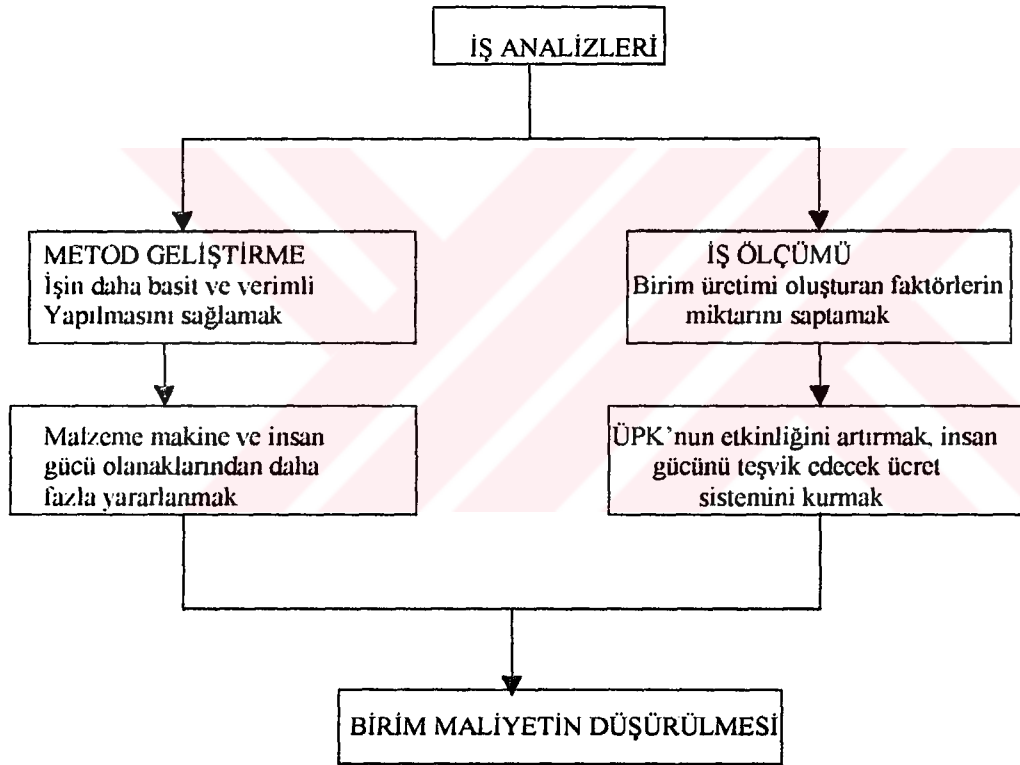 İŞ ANALİZLERİ
METOD GELİŞTİRME
İşin daha basit ve verimli
Yapılmasını sağlamak
İŞ ÖLÇÜMÜ
Birim üretimi oluşturan faktörlerin
miktarını saptamak
Malzeme makine ve insan
gücü olanaklarından daha
fazla yararlanmak
ÜPK'nun etkinliğini artırmak, insan
gücünü teşvik edecek ücret
sistemini kurmak
BİRİM MALİYETİN DÜŞÜRÜLMESİ